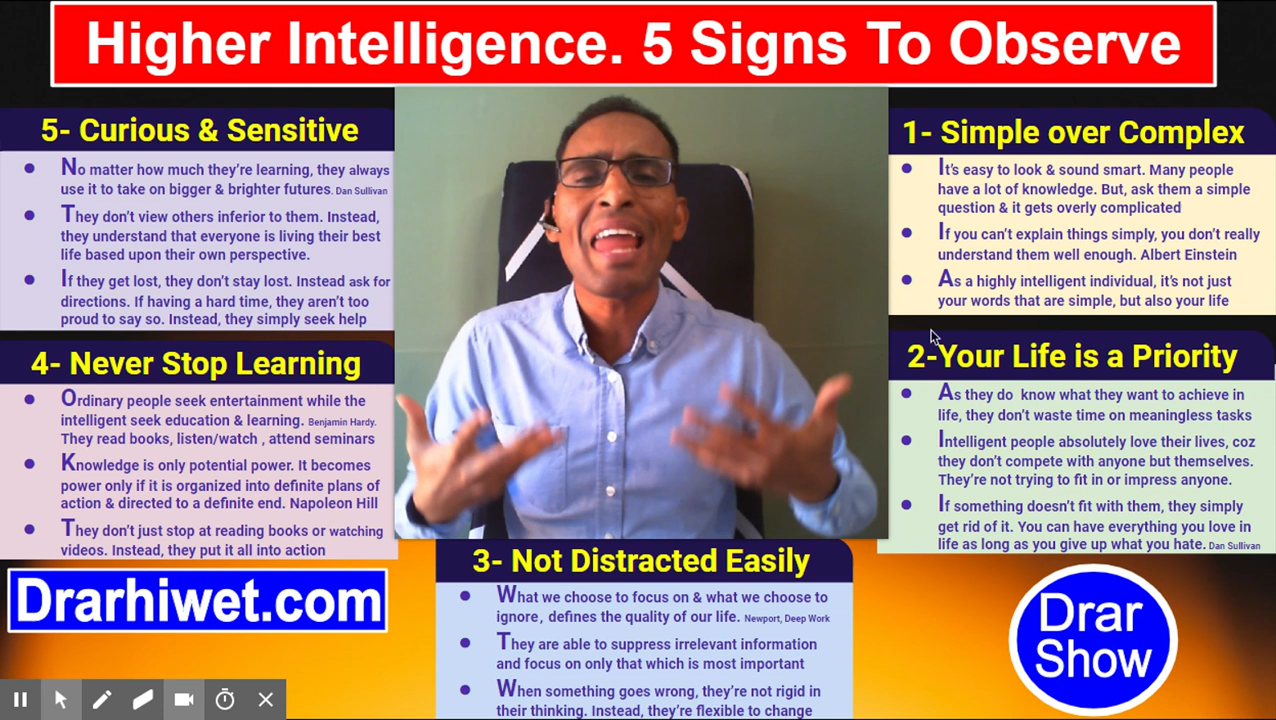 Higher Intelligence. 5 Signs To Observe
1- Simple over Complex
It's easy to look & sound smart. Many people
have a lot of knowledge. But, ask them a simple
question & it gets overly complicated
If you can't explain things simply, you don't really
understand them well enough. Albert Einstein
As a highly intelligent individual, it's not just
your words that are simple, but also your life
2-Your Life is a Priority
As they do know what they want to achieve in
life, they don't waste time on meaningless tasks
Intelligent people absolutely love their lives, coz
they don't compete with anyone but themselves.
They're not trying to fit in or impress anyone.
If something doesn't fit with them, they simply
get rid of it. You can have everything you love in
life as long as you give up what you hate. Dan Sullivan
3- Not Distracted Easily
What we choose to focus on & what we choose to
ignore, defines the quality of our life. Newport, Deep Work
They are able to suppress irrelevant information
and focus on only that which is most important
When something goes wrong, they're not rigid in
their thinking. Instead, they're flexible to change
4- Never Stop Learning
Ordinary people seek entertainment while the
intelligent seek education & learning. Benjamin Hardy.
They read books, listen/watch , attend seminars
Knowledge is only potential power. It becomes
power only if it is organized into definite plans of
action & directed to a definite end. Napoleon Hill
They don't just stop at reading books or watching
videos. Instead, they put it all into action
5- Curious & Sensitive
No matter how much they're learning, they always
use it to take on bigger & brighter futures. Dan Sullivan
They don't view others inferior to them. Instead,
they understand that everyone is living their best
life based upon their own perspective.
If they get lost, they don't stay lost. Instead ask for
directions. If having a hard time, they aren't too
proud to say so. Instead, they simply seek help
Drarhiwet.com
Drar
Show